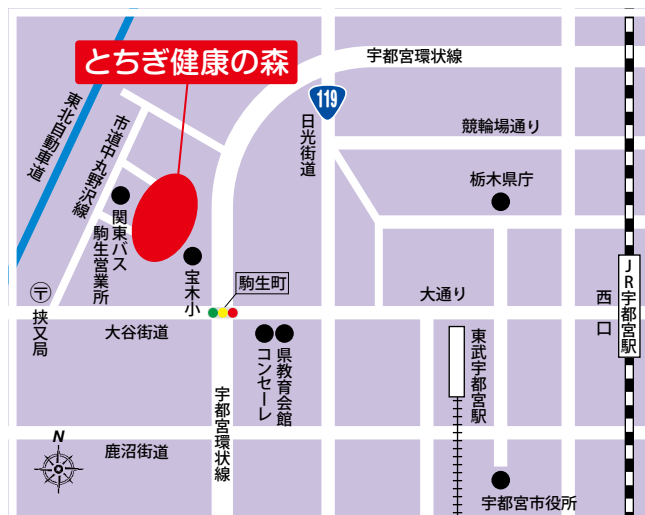 とちぎ健康の森
宇都宮環状線
119
日光街道
東北自動車道
市道中丸野沢線
競輪場通り
栃木県庁
関東バス
駒生営業所
宝木小
駒生町
大通り
JR宇都宮駅
西口
〒
挟又局
大谷街道
県教育会館
コンセーレ
東武宇都宮駅
宇都宮環状線
N
鹿沼街道
宇都宮市役所